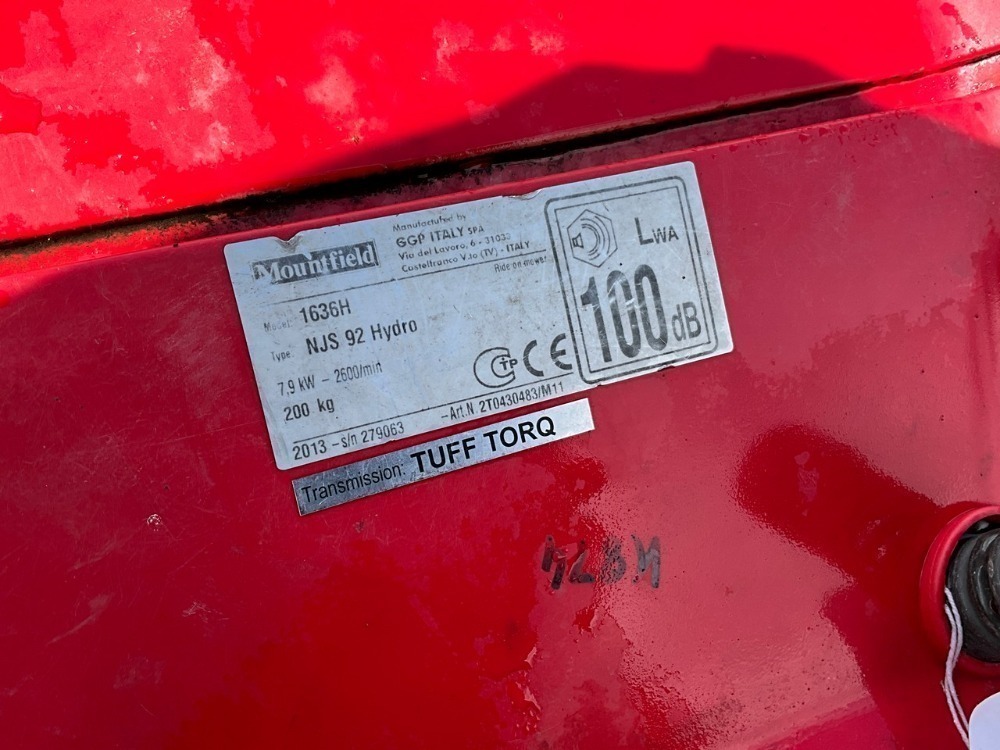 Mountfield
Manufactured by
GGP ITALY SPA
Via del Lavoro, 6 - 31033
Castelfranco V.to (TV) - ITALY
Ride on mower
Model: 1636H
Type: NJS 92 Hydro
7,9 kW - 2600/min
200 kg
2013 - s/n 279063
-Art.N. 2T0430483/M11
CTP CE
LWA
100 dB
Transmission: TUFF TORQ